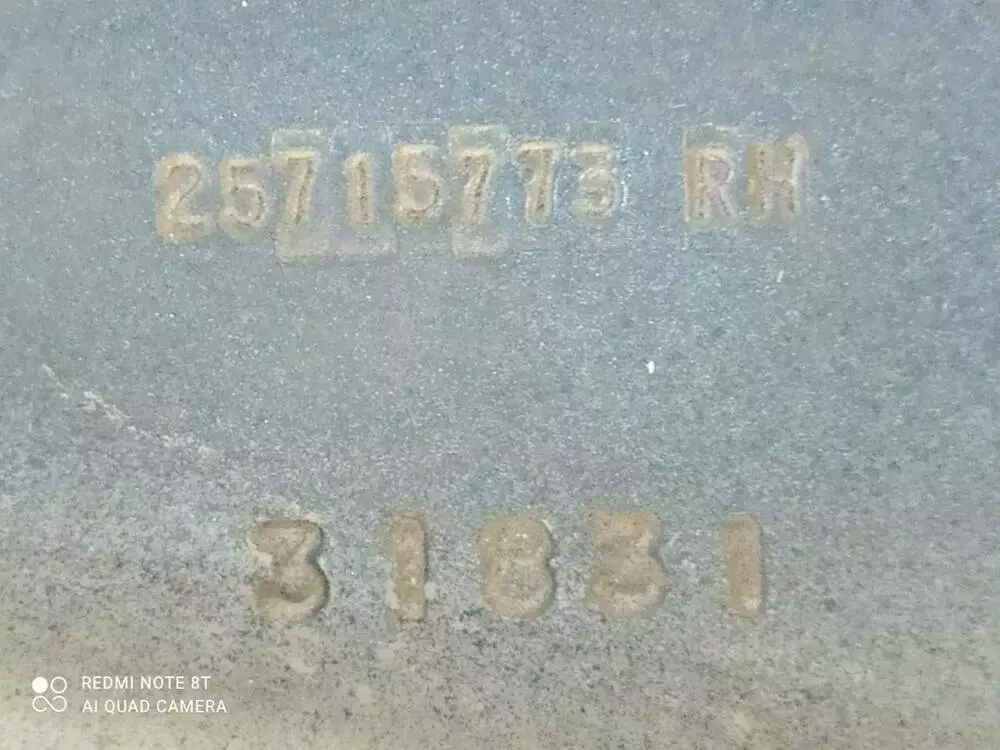 25715773 RH
31831
REDMI NOTE 8T
AI QUAD CAMERA